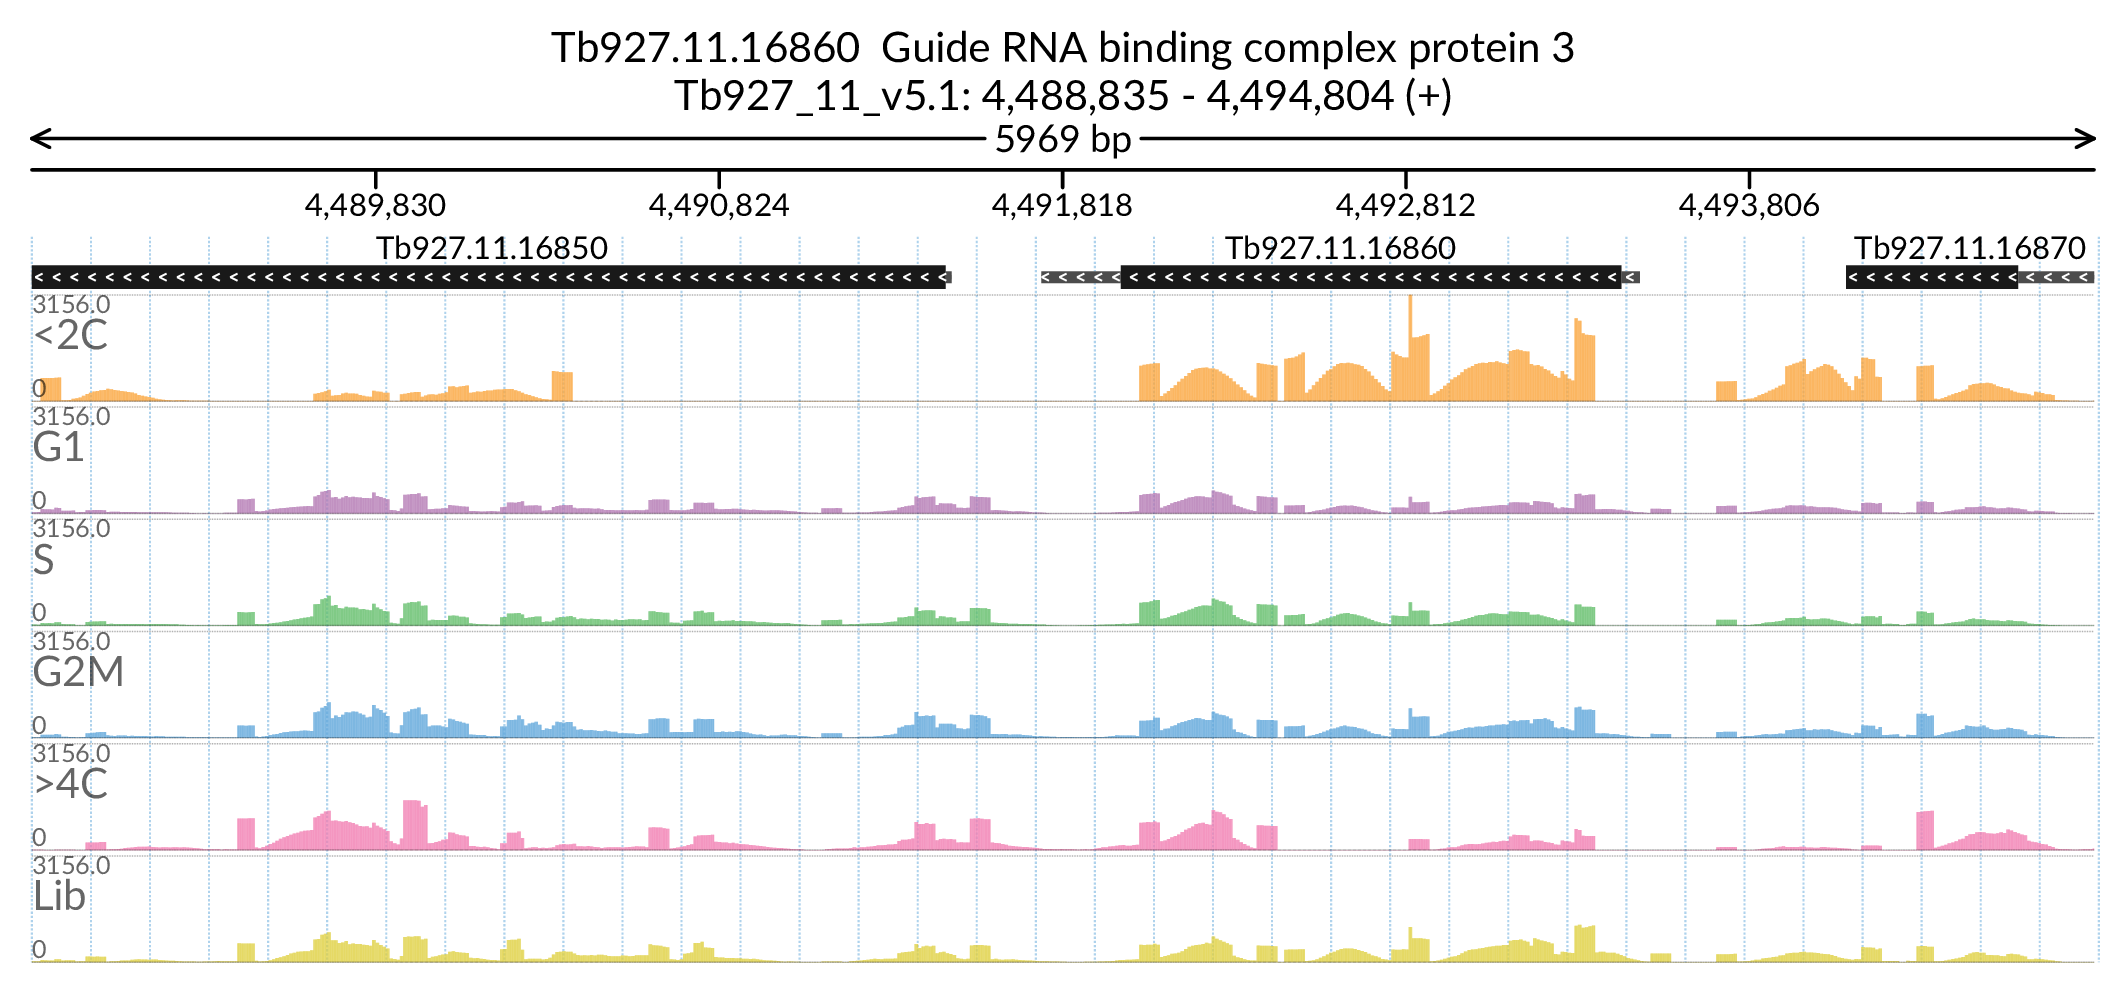 Tb927.11.16860  Guide RNA binding complex protein 3
Tb927_11_v5.1: 4,488,835 - 4,494,804 (+)
5969 bp
4,489,830 4,490,824 4,491,818 4,492,812 4,493,806
Tb927.11.16850 Tb927.11.16860 Tb927.11.16870
3156.0
<2C
0
3156.0
G1
0
3156.0
S
0
3156.0
G2M
0
3156.0
>4C
0
3156.0
Lib
0